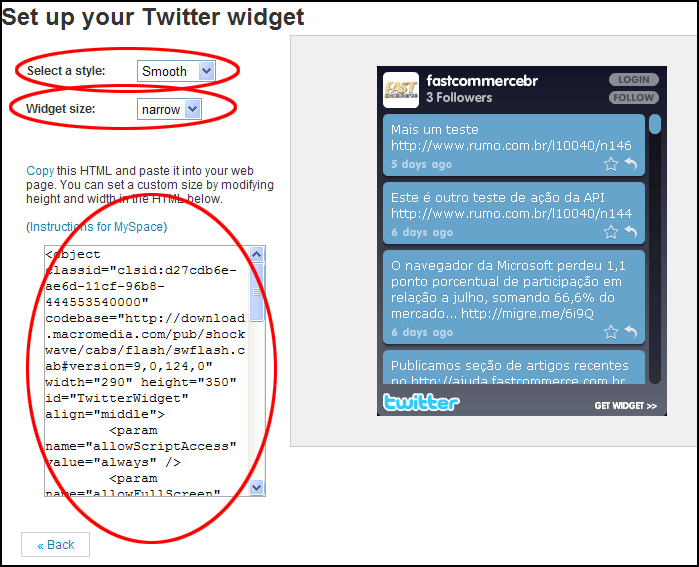 Set up your Twitter widget
Select a style: Smooth
Widget size: narrow
Copy this HTML and paste it into your web
page. You can set a custom size by modifying
height and width in the HTML below.
(Instructions for MySpace)
<object
classid="clsid:d27cdb6e-
ae6d-11cf-96b8-
444553540000"
codebase="http://download
.macromedia.com/pub/shock
wave/cabs/flash/swflash.c
ab#version=9,0,124,0"
width="290" height="350"
id="TwitterWidget"
align="middle">
<param
name="allowScriptAccess"
value="always" />
<param
name="allowFullScreen"
« Back
FAST
fastcommercebr
3 Followers
LOGIN
FOLLOW
Mais um teste
http://www.rumo.com.br/l10040/n146
5 days ago
Este é outro teste de ação da API
http://www.rumo.com.br/l10040/n144
6 days ago
O navegador da Microsoft perdeu 1,1
ponto porcentual de participação em
relação a julho, somando 66,6% do
mercado... http://migre.me/6i9Q
6 days ago
Publicamos seção de artigos recentes
no http://ajuda.fastcommerce.com.br
twitter
GET WIDGET >>